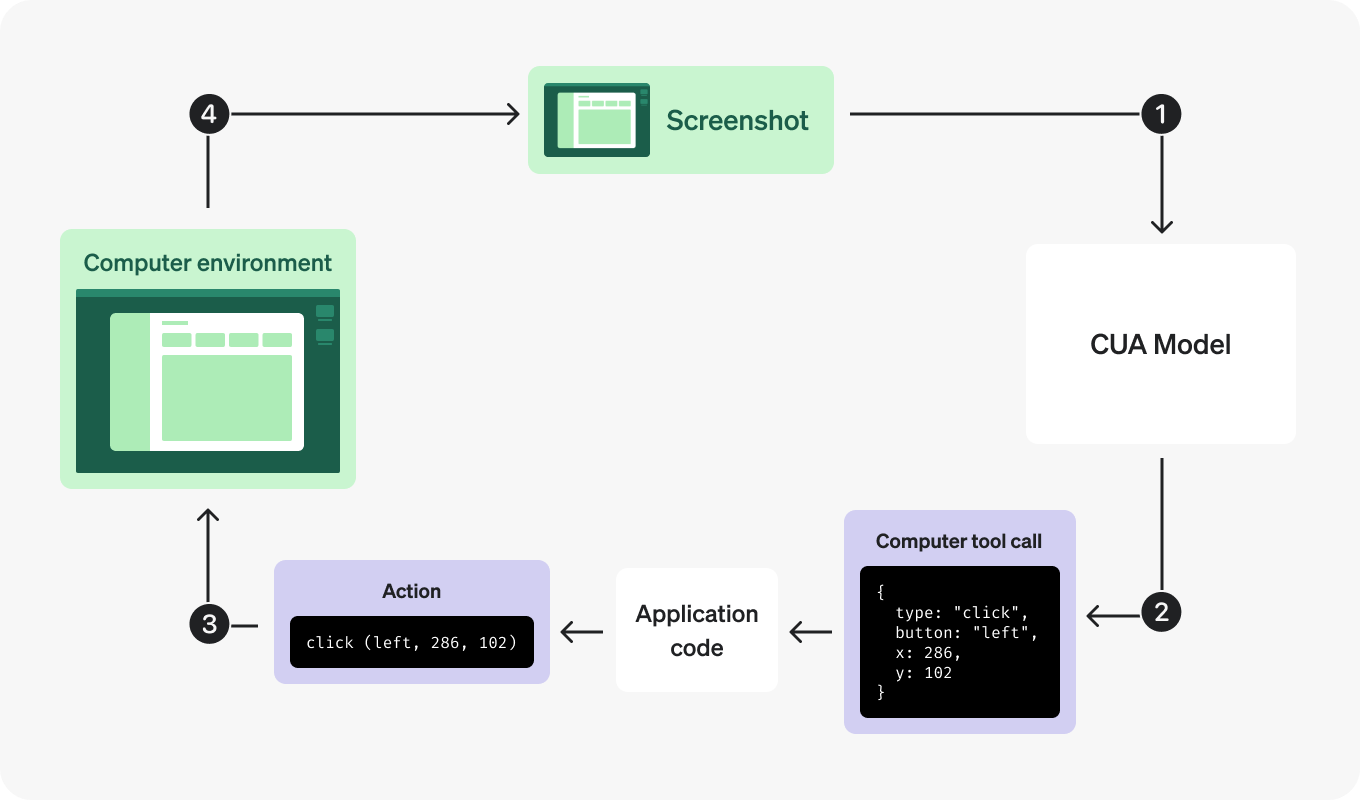 4
Screenshot
1
Computer environment
CUA Model
Computer tool call
{
  type: "click",
  button: "left",
  x: 286,
  y: 102
}
2
Application
code
Action
click (left, 286, 102)
3